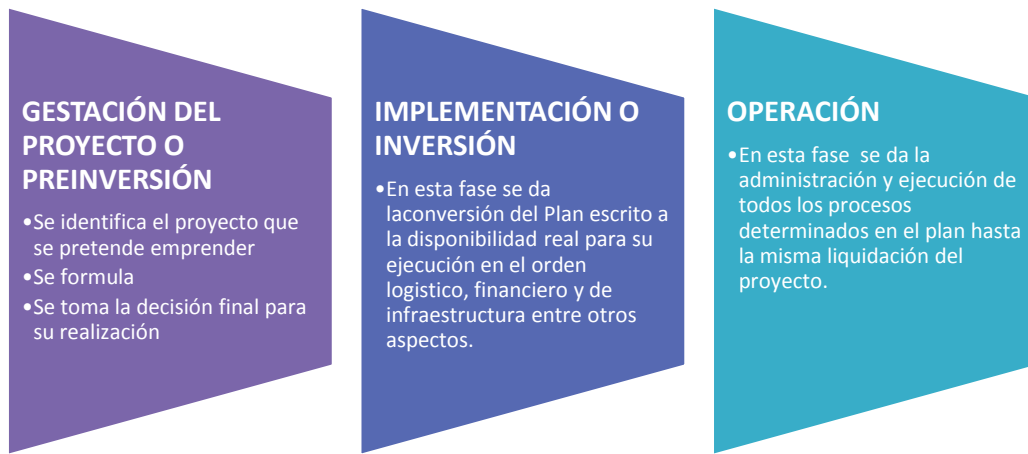 GESTACIÓN DEL
PROYECTO O
PREINVERSIÓN
•Se identifica el proyecto que
se pretende emprender
•Se formula
•Se toma la decisión final para
su realización
IMPLEMENTACIÓN O
INVERSIÓN
•En esta fase se da
laconversión del Plan escrito a
la disponibilidad real para su
ejecución en el orden
logistico, financiero y de
infraestructura entre otros
aspectos.
OPERACIÓN
•En esta fase  se da la
administración y ejecución de
todos los procesos
determinados en el plan hasta
la misma liquidación del
proyecto.